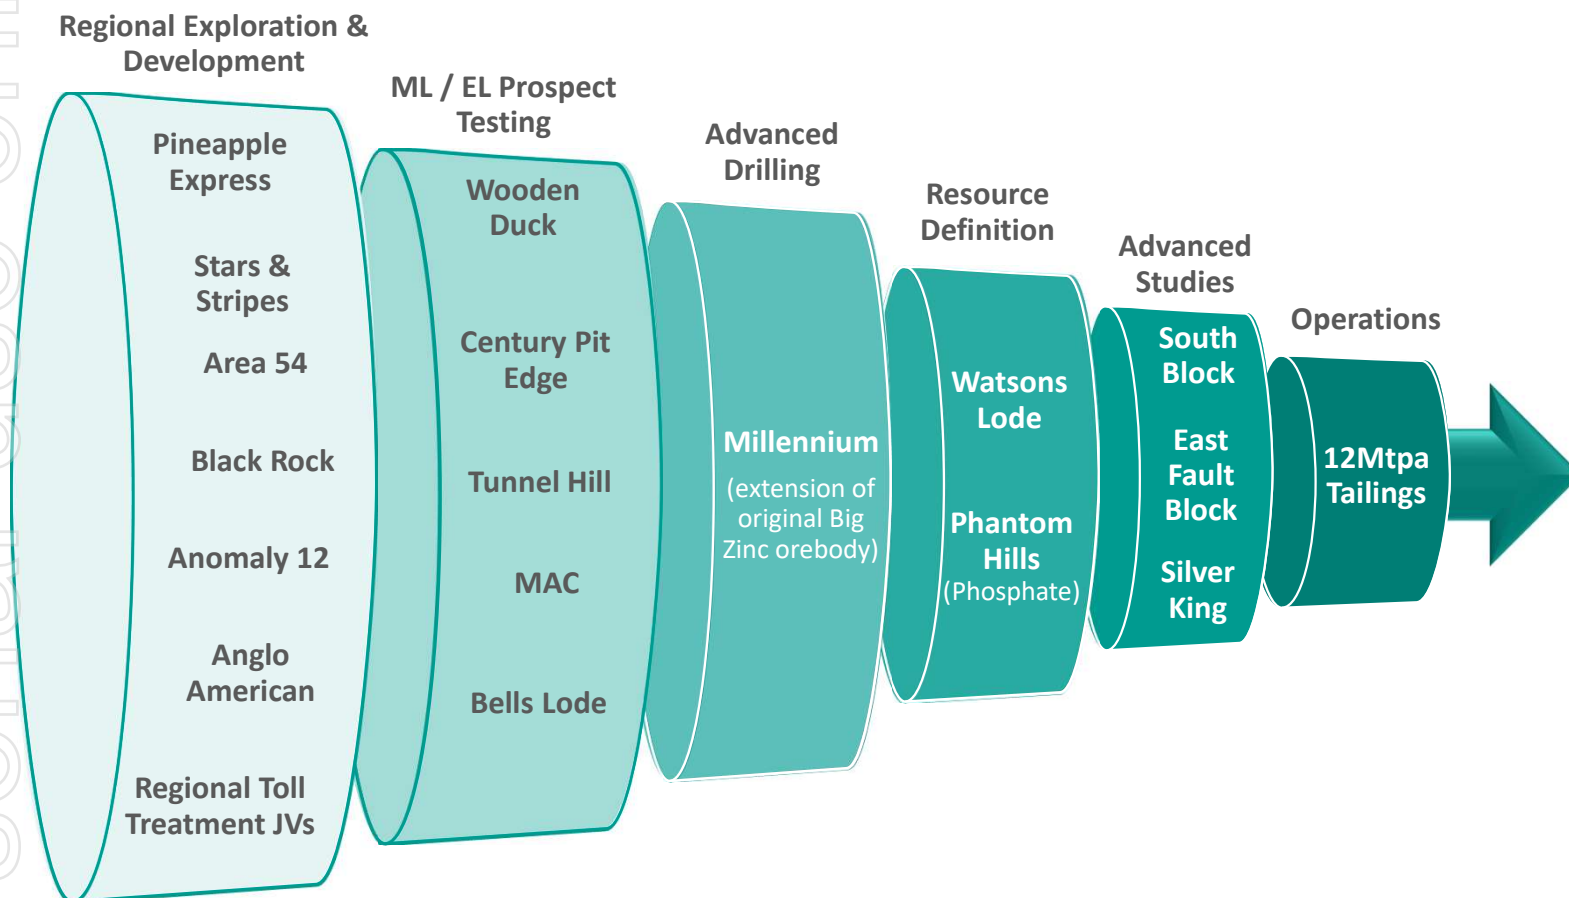 Regional Exploration &
Development
Pineapple
Express
Stars &
Stripes
Area 54
Black Rock
Anomaly 12
Anglo
American
Regional Toll
Treatment JVs
ML / EL Prospect
Testing
Wooden
Duck
Century Pit
Edge
Tunnel Hill
MAC
Bells Lode
Advanced
Drilling
Millennium
(extension of
original Big
Zinc orebody)
Resource
Definition
Watsons
Lode
Phantom
Hills
(Phosphate)
Advanced
Studies
South
Block
East
Fault
Block
Silver
King
Operations
12Mtpa
Tailings